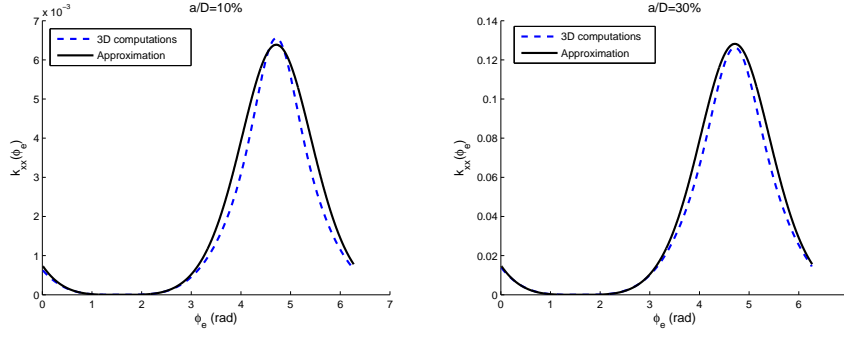 a/D=10%
x 10⁻³
7
6
5
4
3
2
1
0
k_xx(ϕ_e)
3D computations
Approximation
0 1 2 3 4 5 6 7
ϕ_e (rad)
a/D=30%
0.14
0.12
0.1
0.08
0.06
0.04
0.02
0
k_xx(ϕ_e)
3D computations
Approximation
0 1 2 3 4 5 6
ϕ_e (rad)